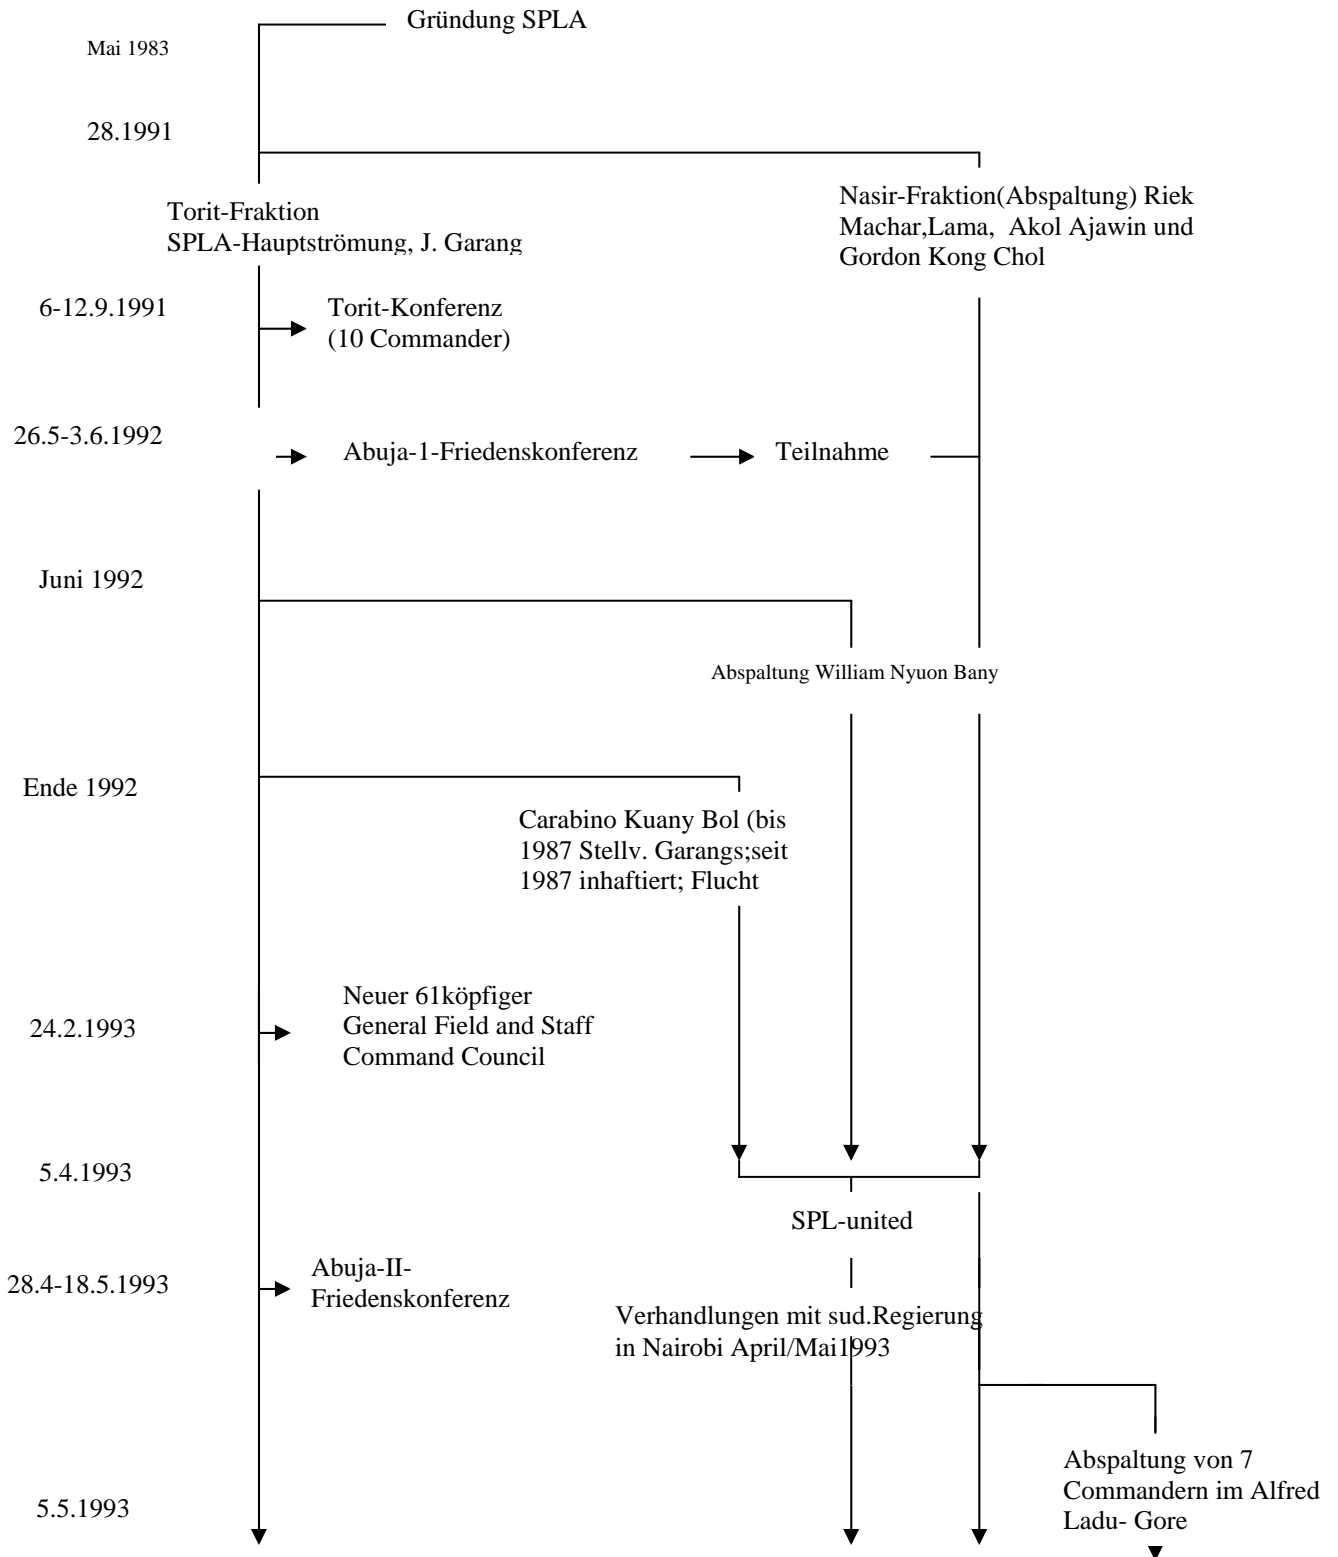 Gründung SPLA
Mai 1983
28.1991
Torit-Fraktion
SPLA-Hauptströmung, J. Garang
Nasir-Fraktion(Abspaltung) Riek
Machar,Lama, Akol Ajawin und
Gordon Kong Chol
6-12.9.1991
Torit-Konferenz
(10 Commander)
26.5-3.6.1992
Abuja-1-Friedenskonferenz
Teilnahme
Juni 1992
Abspaltung William Nyuon Bany
Ende 1992
Carabino Kuany Bol (bis
1987 Stellv. Garangs;seit
1987 inhaftiert; Flucht
24.2.1993
Neuer 61köpfiger
General Field and Staff
Command Council
5.4.1993
SPL-united
28.4-18.5.1993
Abuja-II-
Friedenskonferenz
Verhandlungen mit sud.Regierung
in Nairobi April/Mai1993
Abspaltung von 7
Commandern im Alfred
Ladu- Gore
5.5.1993